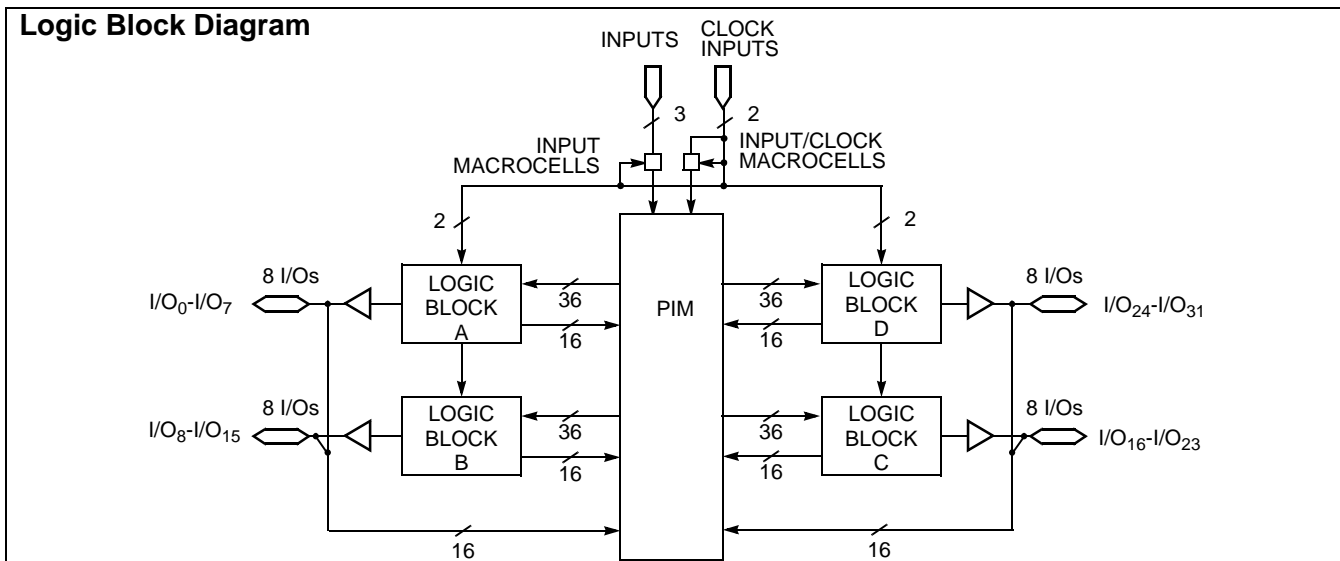 Logic Block Diagram
INPUTS
CLOCK
INPUTS
3
2
INPUT
MACROCELLS
INPUT/CLOCK
MACROCELLS
2
2
8 I/Os
I/O₀-I/O₇
LOGIC
BLOCK
A
36
16
PIM
36
16
LOGIC
BLOCK
D
8 I/Os
I/O₂₄-I/O₃₁
8 I/Os
I/O₈-I/O₁₅
LOGIC
BLOCK
B
36
16
36
16
LOGIC
BLOCK
C
8 I/Os
I/O₁₆-I/O₂₃
16
16